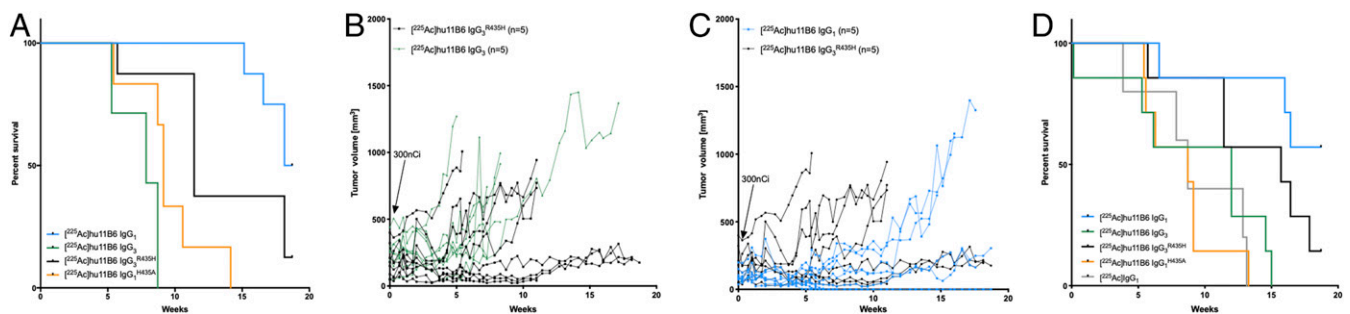 A
100
50
0
Percent survival
0
5
10
15
20
Weeks
[²²⁵Ac]hu11B6 IgG₁
[²²⁵Ac]hu11B6 IgG₃
[²²⁵Ac]hu11B6 IgG₃ᴿ⁴³⁵ᴴ
[²²⁵Ac]hu11B6 IgG₁ᴴ⁴³⁵ᴬ
B
2000
1500
1000
500
0
Tumor volume [mm³]
[²²⁵Ac]hu11B6 IgG₃ᴿ⁴³⁵ᴴ (n=5)
[²²⁵Ac]hu11B6 IgG₃ (n=5)
300nCi
0
5
10
15
20
Weeks
C
2000
1500
1000
500
0
Tumor volume [mm³]
[²²⁵Ac]hu11B6 IgG₁ (n=5)
[²²⁵Ac]hu11B6 IgG₃ᴿ⁴³⁵ᴴ (n=5)
300nCi
0
5
10
15
20
Weeks
D
100
50
0
Percent survival
[²²⁵Ac]hu11B6 IgG₁
[²²⁵Ac]hu11B6 IgG₃
[²²⁵Ac]hu11B6 IgG₃ᴿ⁴³⁵ᴴ
[²²⁵Ac]hu11B6 IgG₁ᴴ⁴³⁵ᴬ
[²²⁵Ac]IgG₁
0
5
10
15
20
Weeks